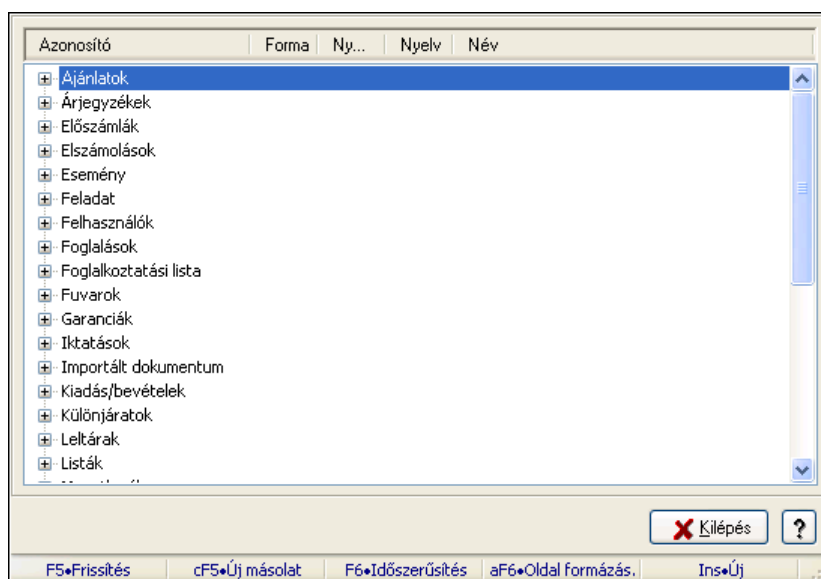 Azonosító Forma Ny... Nyelv Név
Ajánlatok
Árjegyzékek
Előszámlák
Elszámolások
Esemény
Feladat
Felhasználók
Foglalások
Foglalkoztatási lista
Fuvarok
Garanciák
Iktatások
Importált dokumentum
Kiadás/bevételek
Különjáratok
Leltárak
Listák
Kilépés ?
F5•Frissítés cF5•Új másolat F6•Időszerűsítés aF6•Oldal formázás. Ins•Új